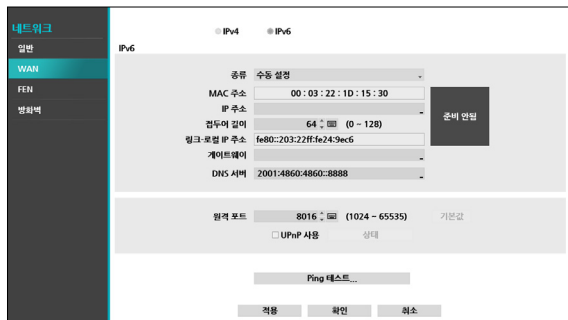 네트워크
일반
WAN
FEN
방화벽
IPv4 IPv6
IPv6
종류 수동 설정
MAC 주소 00 : 03 : 22 : 1D : 15 : 30
IP 주소
접두어 길이 64 (0 ~ 128)
준비 안됨
링크-로컬 IP 주소 fe80::203:22ff:fe24:9ec6
게이트웨이
DNS 서버 2001:4860:4860::8888
원격 포트 8016 (1024 ~ 65535) 기본값
UPnP 사용 상태
Ping 테스트...
적용 확인 취소